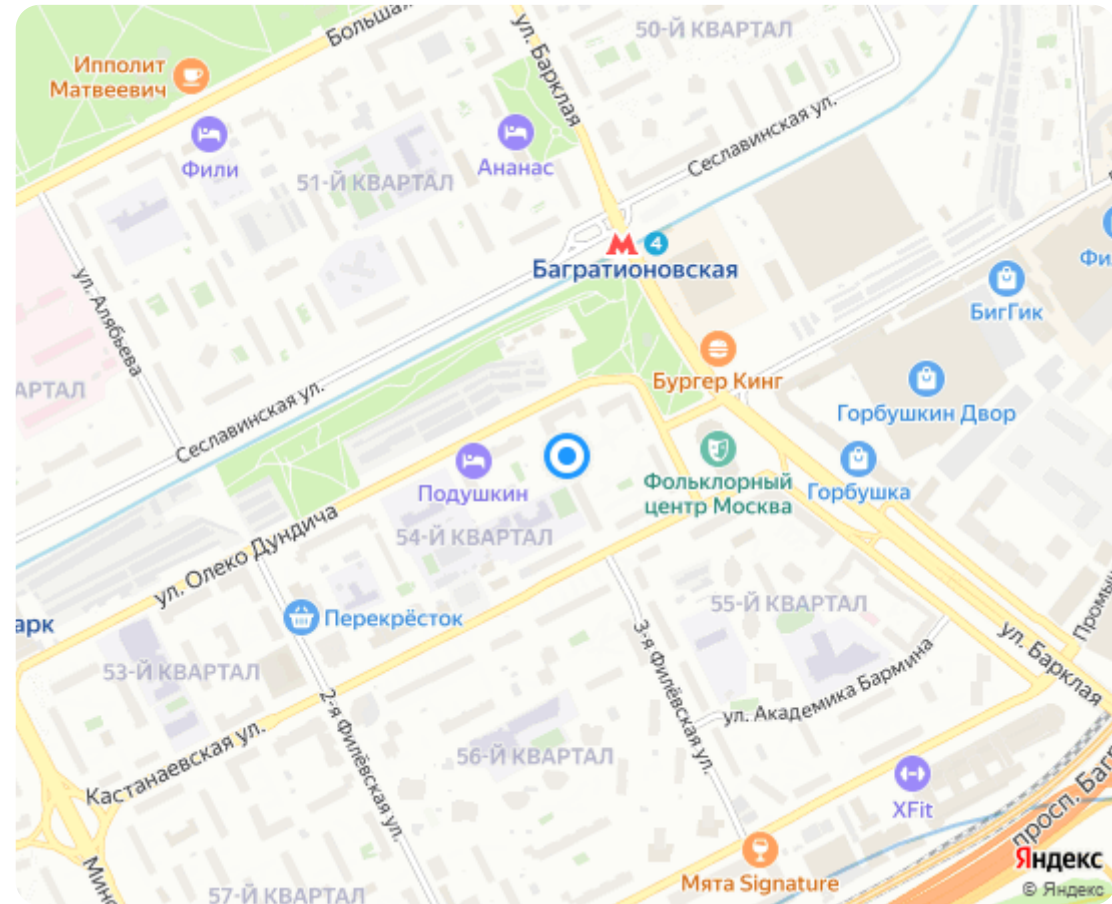 Большая
ул. Барклая
50-Й КВАРТАЛ
Ипполит
Матвеевич
Фили
51-Й КВАРТАЛ
Ананас
Сеславинская ул.
4
Багратионовская
ул. Алябьева
БигГик
Бургер Кинг
Горбушкин Двор
Сеславинская ул.
Подушкин
Фольклорный
центр Москва
Горбушка
54-Й КВАРТАЛ
ул. Олеко Дундича
Перекрёсток
55-Й КВАРТАЛ
3-я Филёвская ул.
ул. Барклая
53-Й КВАРТАЛ
ул. Академика Бармина
2-я Филёвская ул.
56-Й КВАРТАЛ
Кастанаевская ул.
XFit
просп. Баг
Мята Signature
57-Й КВАРТАЛ
Яндекс
© Яндекс